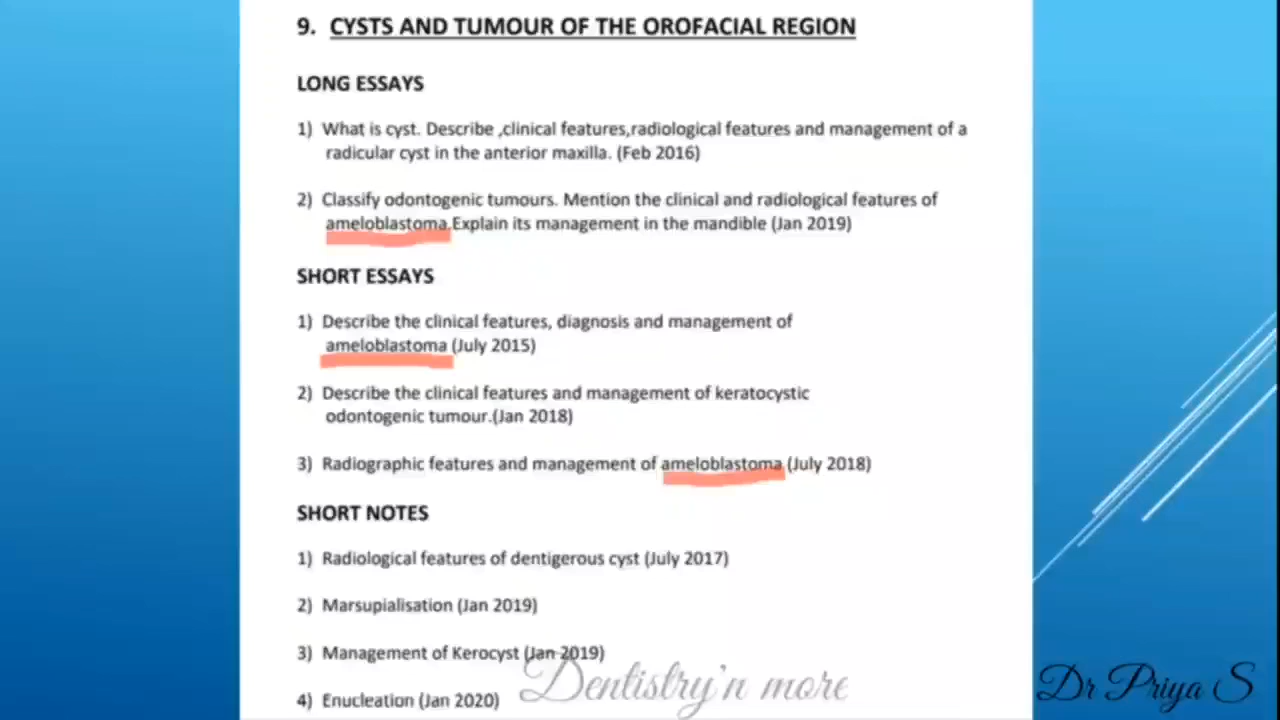 9. CYSTS AND TUMOUR OF THE OROFACIAL REGION
LONG ESSAYS
1) What is cyst. Describe ,clinical features,radiological features and management of a
radicular cyst in the anterior maxilla. (Feb 2016)
2) Classify odontogenic tumours. Mention the clinical and radiological features of
ameloblastoma.Explain its management in the mandible (Jan 2019)
SHORT ESSAYS
1) Describe the clinical features, diagnosis and management of
ameloblastoma (July 2015)
2) Describe the clinical features and management of keratocystic
odontogenic tumour.(Jan 2018)
3) Radiographic features and management of ameloblastoma (July 2018)
SHORT NOTES
1) Radiological features of dentigerous cyst (July 2017)
2) Marsupialisation (Jan 2019)
3) Management of Kerocyst (Jan 2019)
4) Enucleation (Jan 2020)
Dentistry'n more
Dr Priya S